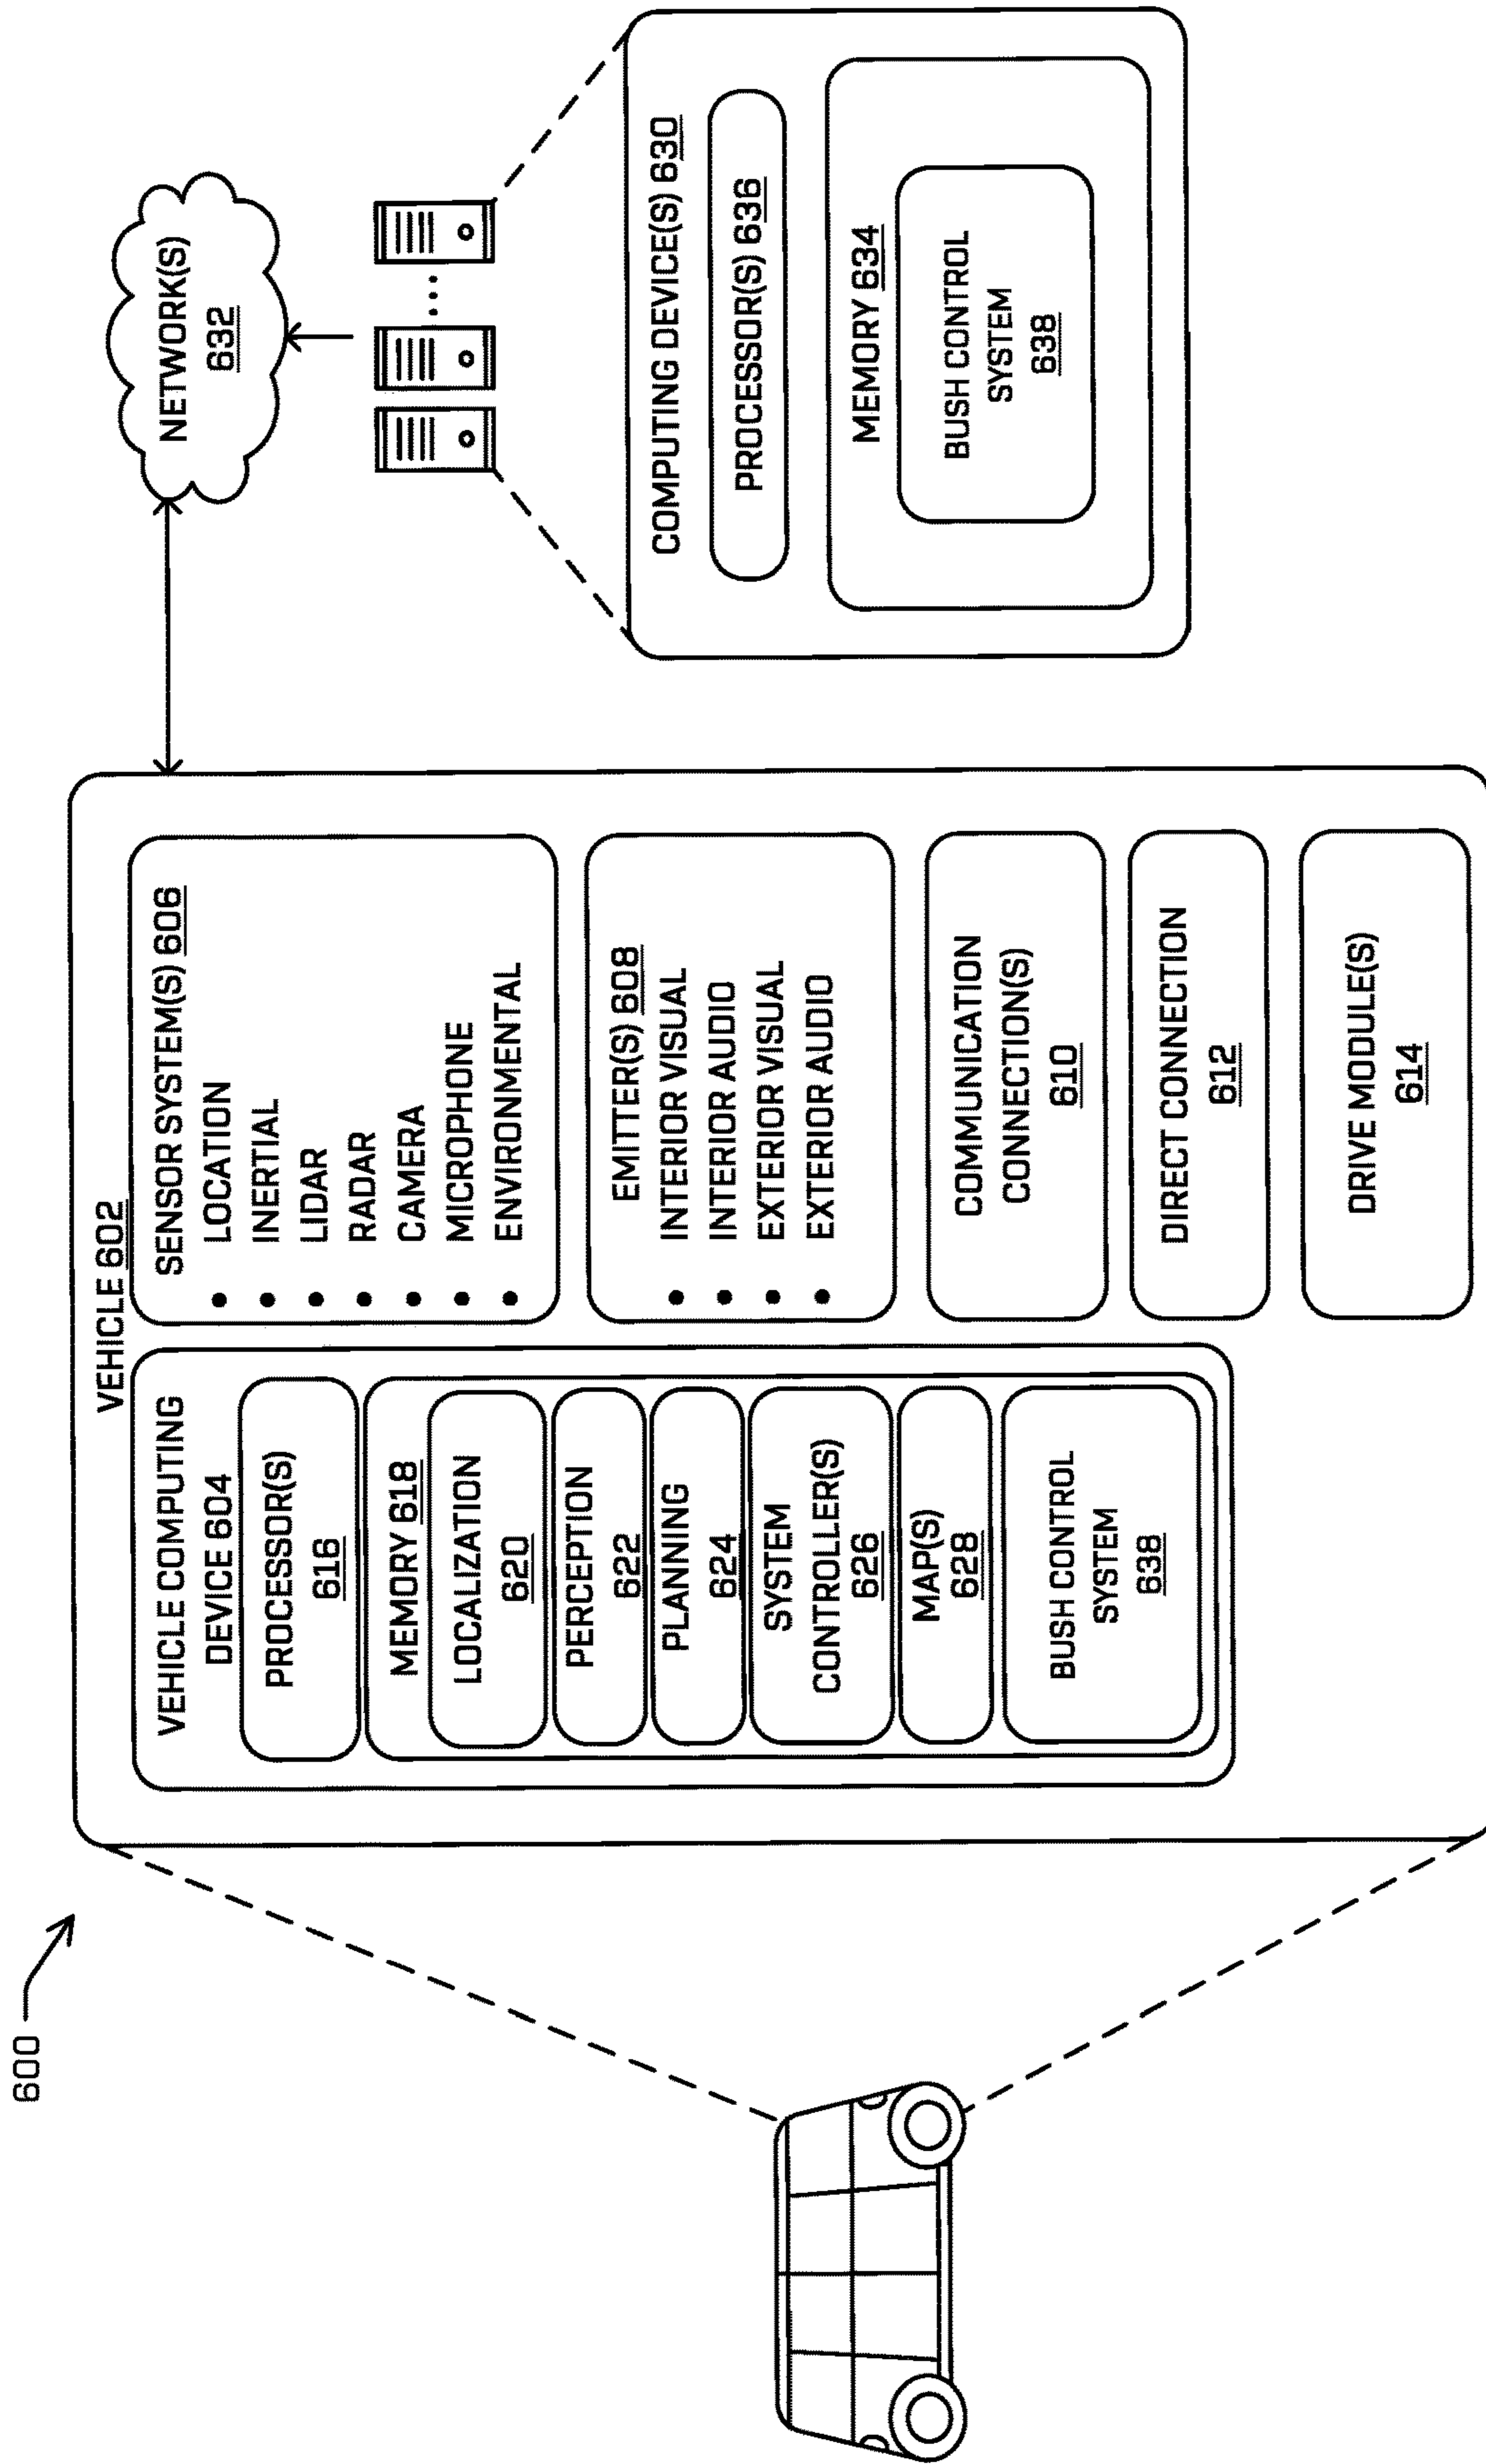 600
VEHICLE 602
VEHICLE COMPUTING
DEVICE 604
PROCESSOR(S)
616
MEMORY 618
LOCALIZATION
620
PERCEPTION
622
PLANNING
624
SYSTEM
CONTROLLER(S)
626
MAP(S)
628
BUSH CONTROL
SYSTEM
638
SENSOR SYSTEM(S) 606
• LOCATION
• INERTIAL
• LIDAR
• RADAR
• CAMERA
• MICROPHONE
• ENVIRONMENTAL
EMITTER(S) 608
• INTERIOR VISUAL
• INTERIOR AUDIO
• EXTERIOR VISUAL
• EXTERIOR AUDIO
COMMUNICATION
CONNECTION(S)
610
DIRECT CONNECTION
612
DRIVE MODULE(S)
614
NETWORK(S)
632
COMPUTING DEVICE(S) 630
PROCESSOR(S) 636
MEMORY 634
BUSH CONTROL
SYSTEM
638